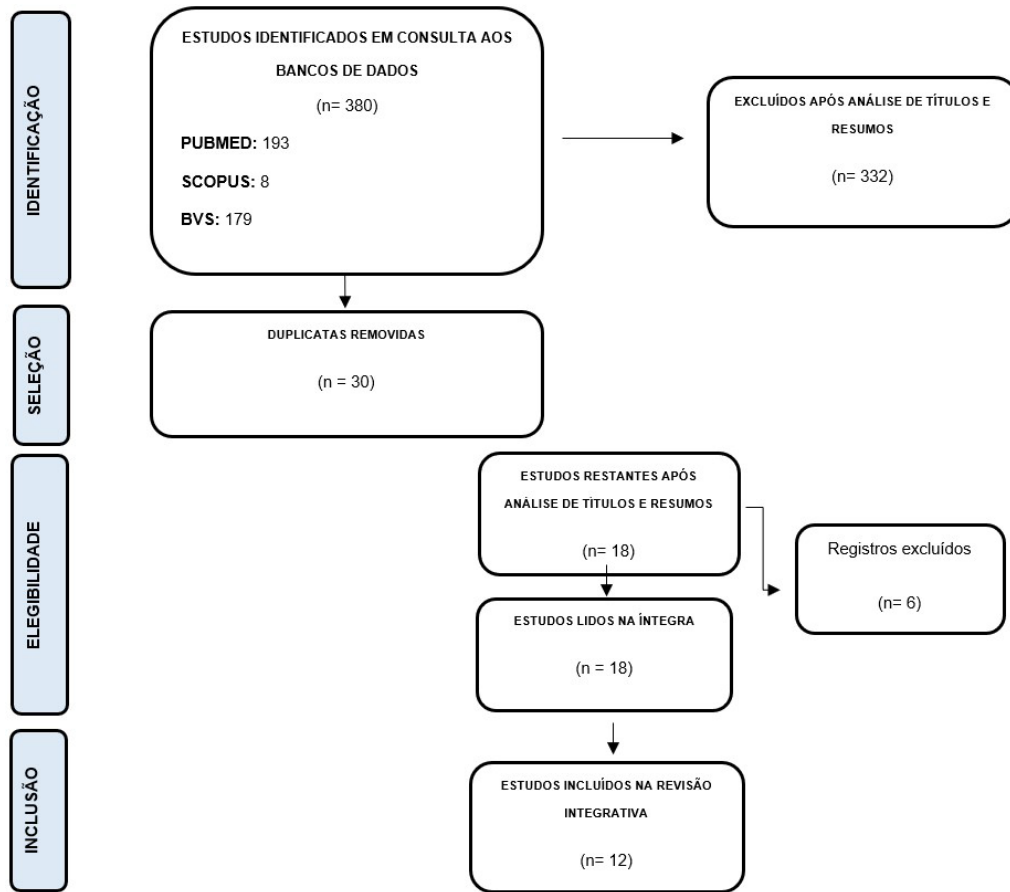 IDENTIFICAÇÃO
ESTUDOS IDENTIFICADOS EM CONSULTA AOS
BANCOS DE DADOS
(n= 380)
PUBMED: 193
SCOPUS: 8
BVS: 179
EXCLUÍDOS APÓS ANÁLISE DE TÍTULOS E
RESUMOS
(n= 332)
SELEÇÃO
DUPLICATAS REMOVIDAS
(n = 30)
ELEGIBILIDADE
ESTUDOS RESTANTES APÓS
ANÁLISE DE TÍTULOS E RESUMOS
(n= 18)
Registros excluídos
(n= 6)
ESTUDOS LIDOS NA ÍNTEGRA
(n = 18)
INCLUSÃO
ESTUDOS INCLUÍDOS NA REVISÃO
INTEGRATIVA
(n= 12)